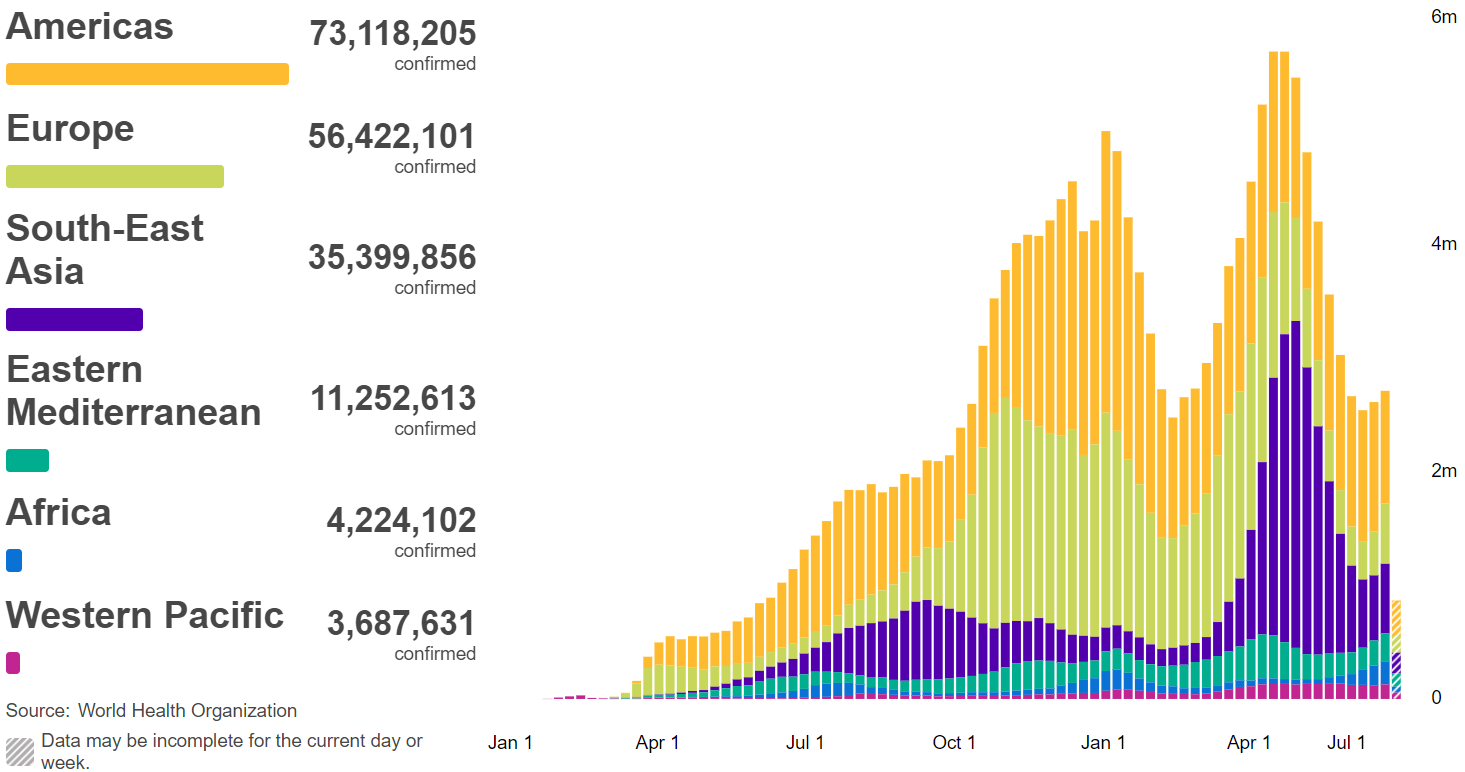 Americas
73,118,205
confirmed
Europe
56,422,101
confirmed
South-East
Asia
35,399,856
confirmed
Eastern
Mediterranean
11,252,613
confirmed
Africa
4,224,102
confirmed
Western Pacific
3,687,631
confirmed
Source: World Health Organization
Data may be incomplete for the current day or
week.
6m
4m
2m
0
Jan 1
Apr 1
Jul 1
Oct 1
Jan 1
Apr 1
Jul 1